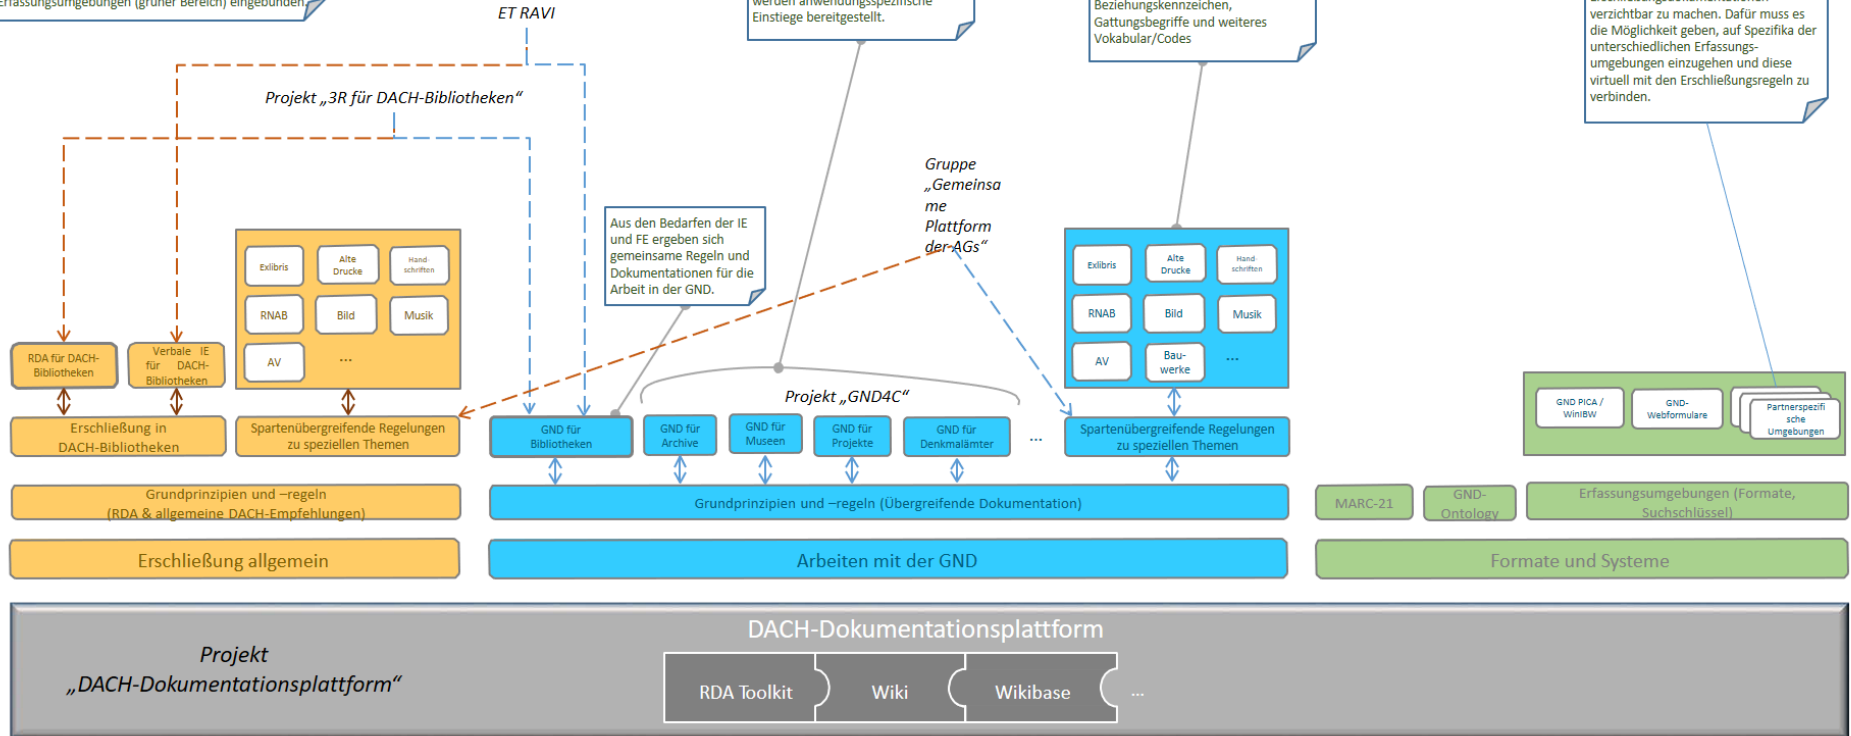 Erfassungsumgebungen (grüner Bereich) eingebunden.
ET RAVI
werden anwendungsspezifische
Einstiege bereitgestellt.
Beziehungskennzeichen,
Gattungsbegriffe und weiteres
Vokabular/Codes
verzichtbar zu machen. Dafür muss es
die Möglichkeit geben, auf Spezifika der
unterschiedlichen Erfassungs-
umgebungen einzugehen und diese
virtuell mit den Erschließungsregeln zu
verbinden.
Projekt „3R für DACH-Bibliotheken“
Gruppe
„Gemeinsa
me
Plattform
der AGs“
Aus den Bedarfen der IE
und FE ergeben sich
gemeinsame Regeln und
Dokumentationen für die
Arbeit in der GND.
Exlibris
Alte
Drucke
Hand-
schriften
RNAB
Bild
Musik
AV
...
Exlibris
Alte
Drucke
Hand-
schriften
RNAB
Bild
Musik
AV
Bau-
werke
...
RDA für DACH-
Bibliotheken
Verbale IE
für DACH-
Bibliotheken
Projekt „GND4C“
Erschließung in
DACH-Bibliotheken
Spartenübergreifende Regelungen
zu speziellen Themen
GND für
Bibliotheken
GND für
Archive
GND für
Museen
GND für
Projekte
GND für
Denkmalämter
...
Spartenübergreifende Regelungen
zu speziellen Themen
GND PICA /
WinIBW
GND-
Webformulare
Partnerspezifi
sche
Umgebungen
Grundprinzipien und –regeln
(RDA & allgemeine DACH-Empfehlungen)
Grundprinzipien und –regeln (Übergreifende Dokumentation)
MARC-21
GND-
Ontology
Erfassungsumgebungen (Formate,
Suchschlüssel)
Erschließung allgemein
Arbeiten mit der GND
Formate und Systeme
DACH-Dokumentationsplattform
Projekt
„DACH-Dokumentationsplattform“
RDA Toolkit
Wiki
Wikibase
...